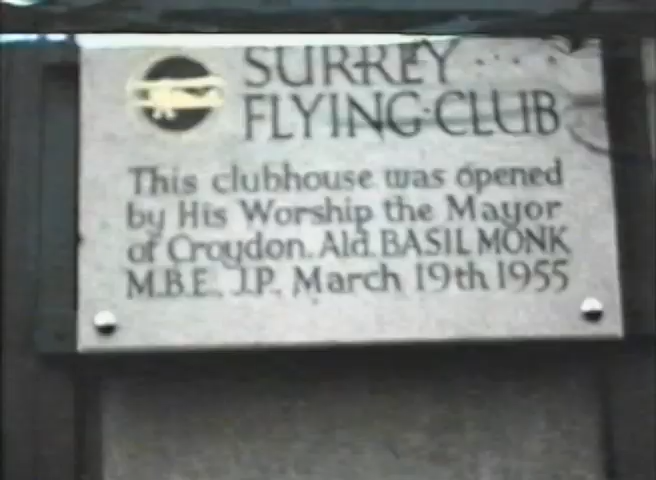 SURREY
FLYING·CLUB
This clubhouse was opened
by His Worship the Mayor
of Croydon. Ald. BASIL MONK
M.B.E., J.P. March 19th 1955